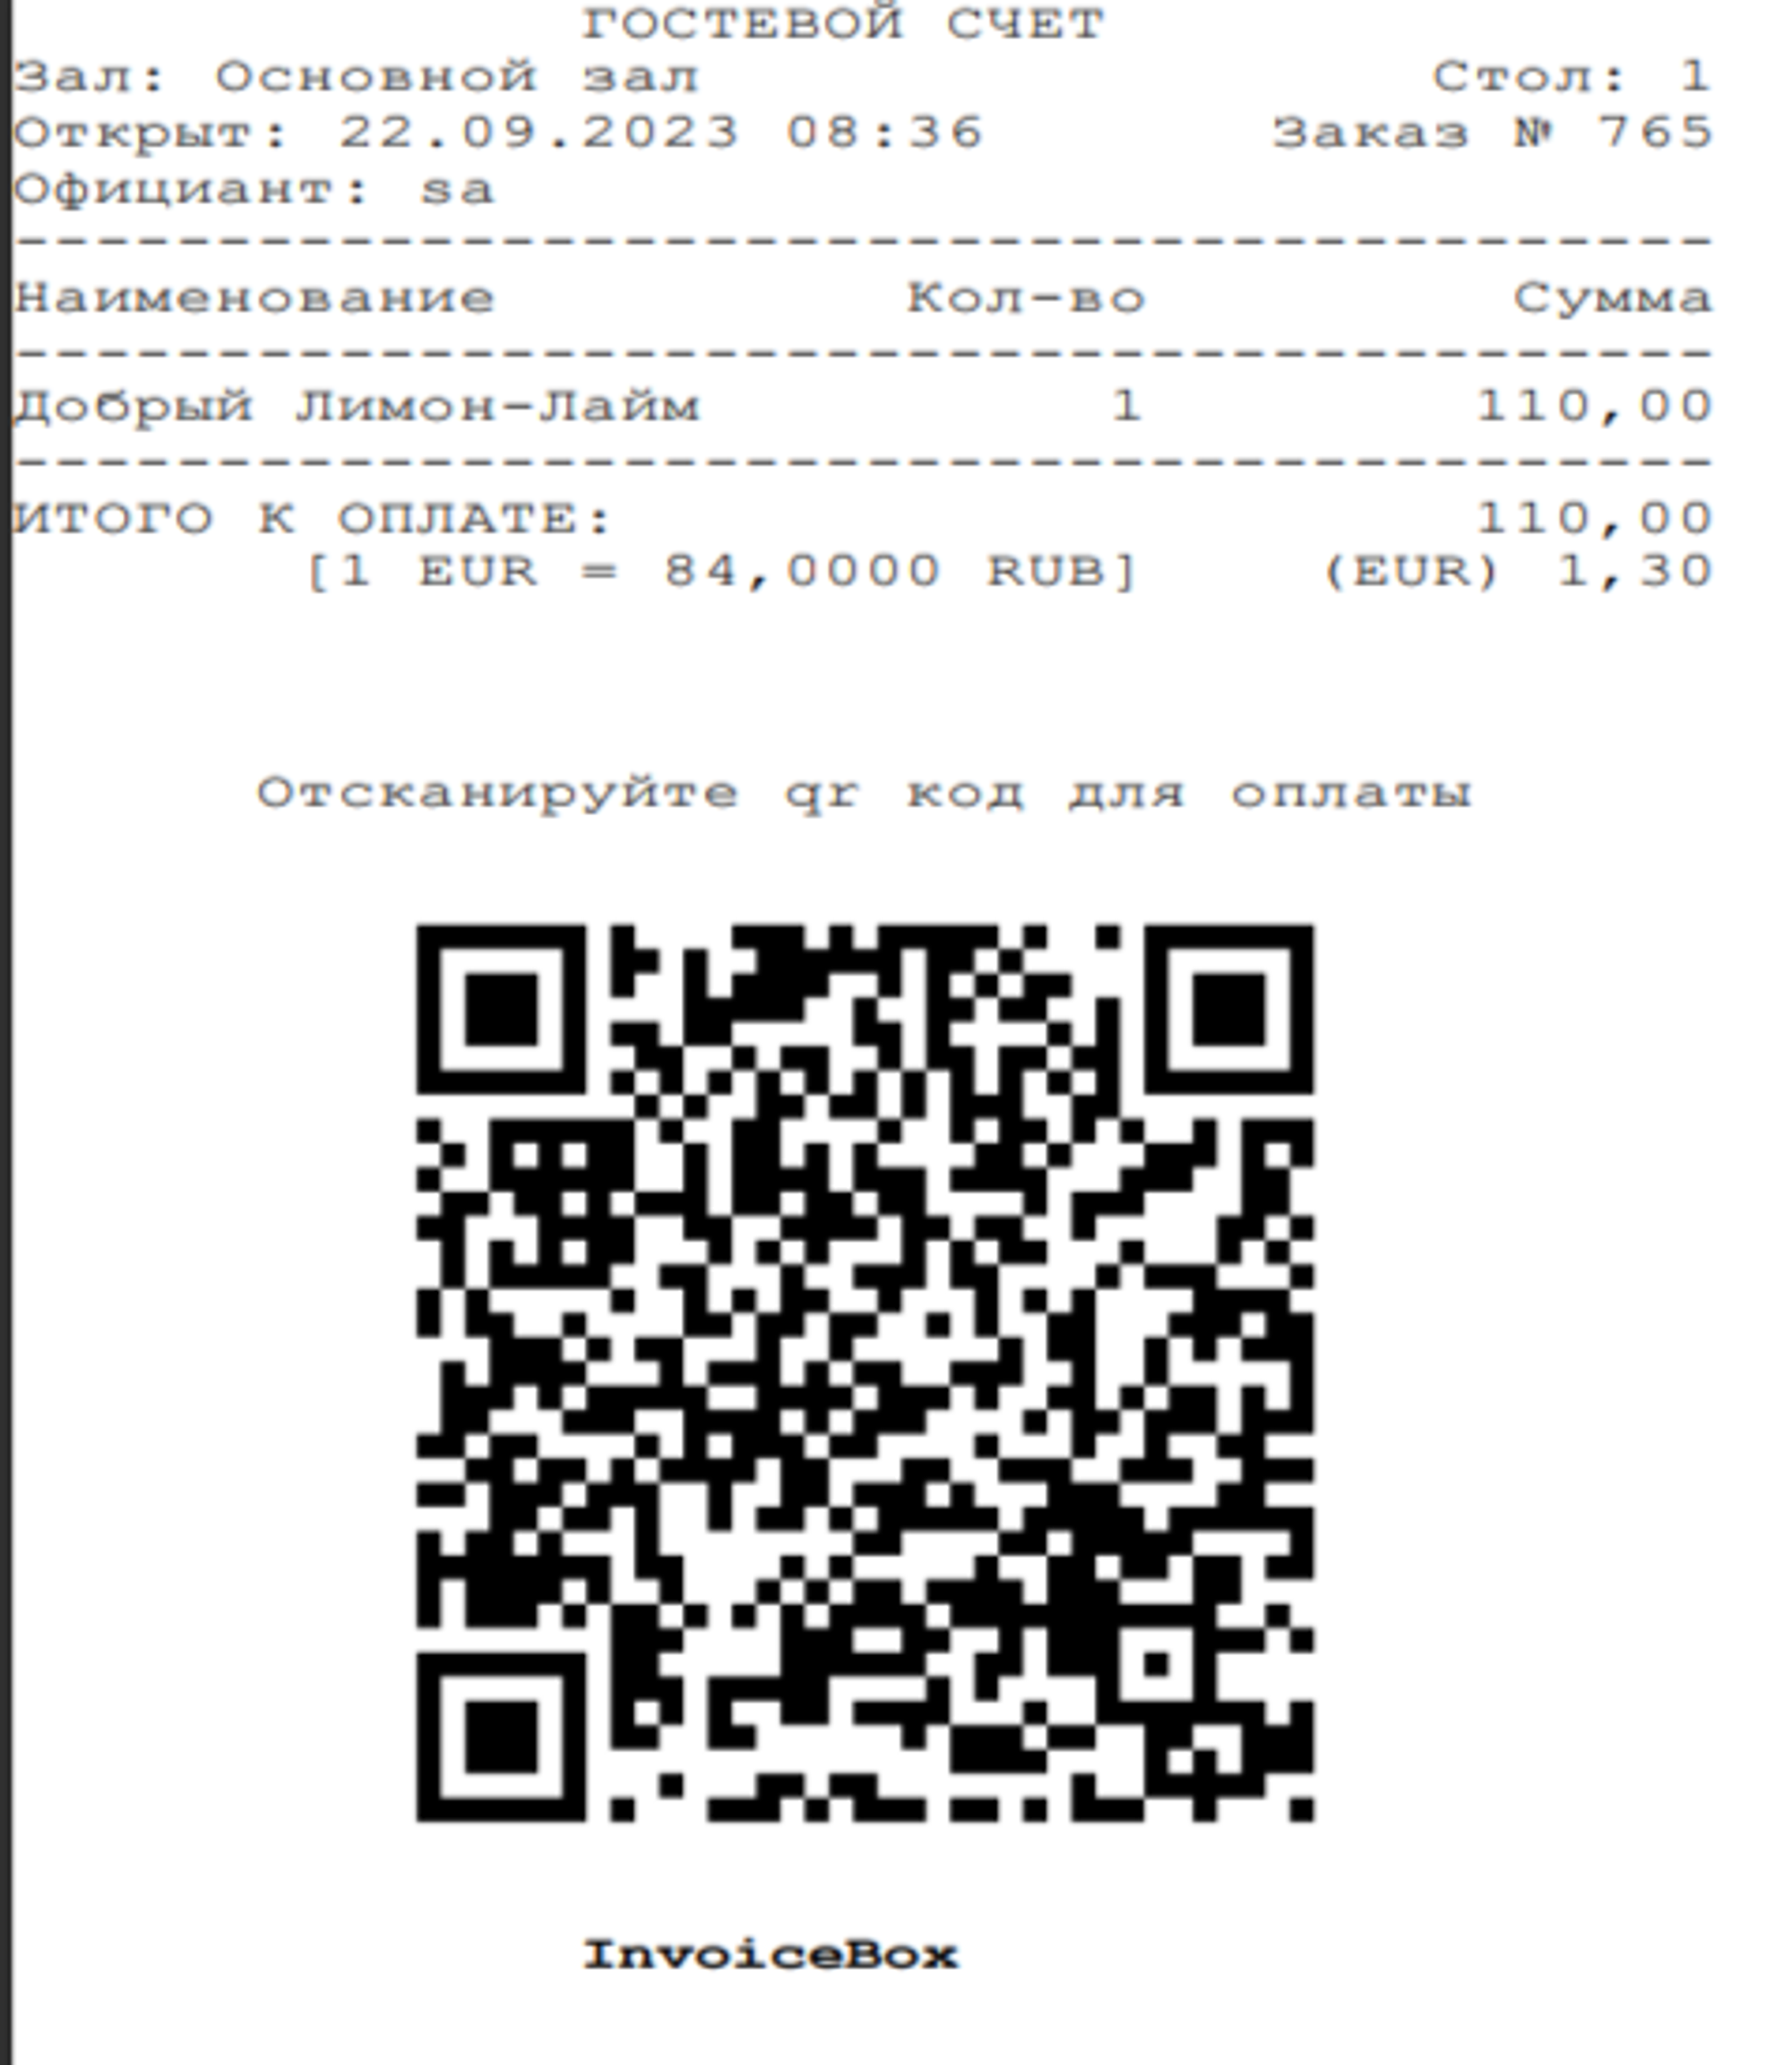 ГОСТЕВОЙ СЧЕТ
Зал: Основной зал Стол: 1
Открыт: 22.09.2023 08:36 Заказ № 765
Официант: sa
Наименование Кол-во Сумма
Добрый Лимон-Лайм 1 110,00
ИТОГО К ОПЛАТЕ: 110,00
[1 EUR = 84,0000 RUB] (EUR) 1,30
Отсканируйте qr код для оплаты
InvoiceBox